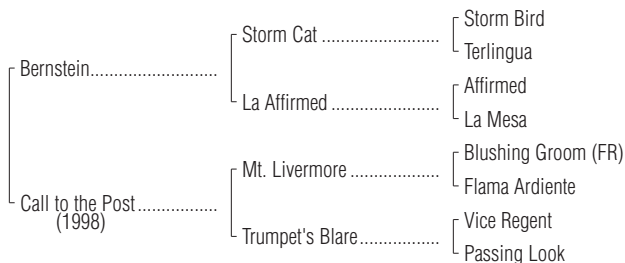 Bernstein..........................
Call to the Post................
(1998)
Storm Cat ........................
La Affirmed ......................
Mt. Livermore ...................
Trumpet's Blare................
Storm Bird
Terlingua
Affirmed
La Mesa
Blushing Groom (FR)
Flama Ardiente
Vice Regent
Passing Look